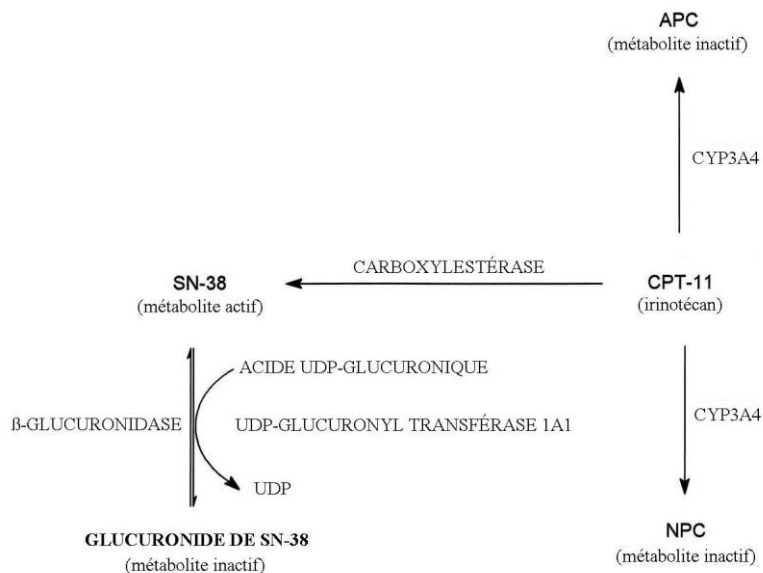 APC
(métabolite inactif)
CYP3A4
CARBOXYLESTÉRASE
SN-38
(métabolite actif)
CPT-11
(irinotécan)
ACIDE UDP-GLUCURONIQUE
ß-GLUCURONIDASE
UDP-GLUCURONYL TRANSFÉRASE 1A1
CYP3A4
UDP
GLUCURONIDE DE SN-38
(métabolite inactif)
NPC
(métabolite inactif)